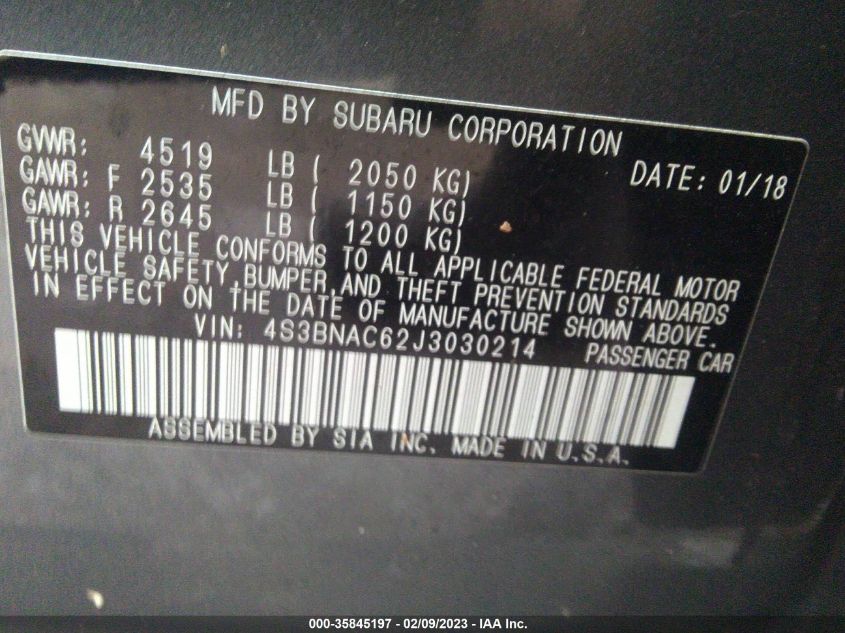 MFD BY SUBARU CORPORATION
GVWR: 4519 LB ( 2050 KG) DATE: 01/18
GAWR: F 2535 LB ( 1150 KG)
GAWR: R 2645 LB ( 1200 KG)
THIS VEHICLE CONFORMS TO ALL APPLICABLE FEDERAL MOTOR
VEHICLE SAFETY,BUMPER,AND THEFT PREVENTION STANDARDS
IN EFFECT ON THE DATE OF MANUFACTURE SHOWN ABOVE.
VIN: 4S3BNAC62J3030214 PASSENGER CAR
ASSEMBLED BY SIA INC. MADE IN U.S.A.
000-35845197 - 02/09/2023 - IAA Inc.